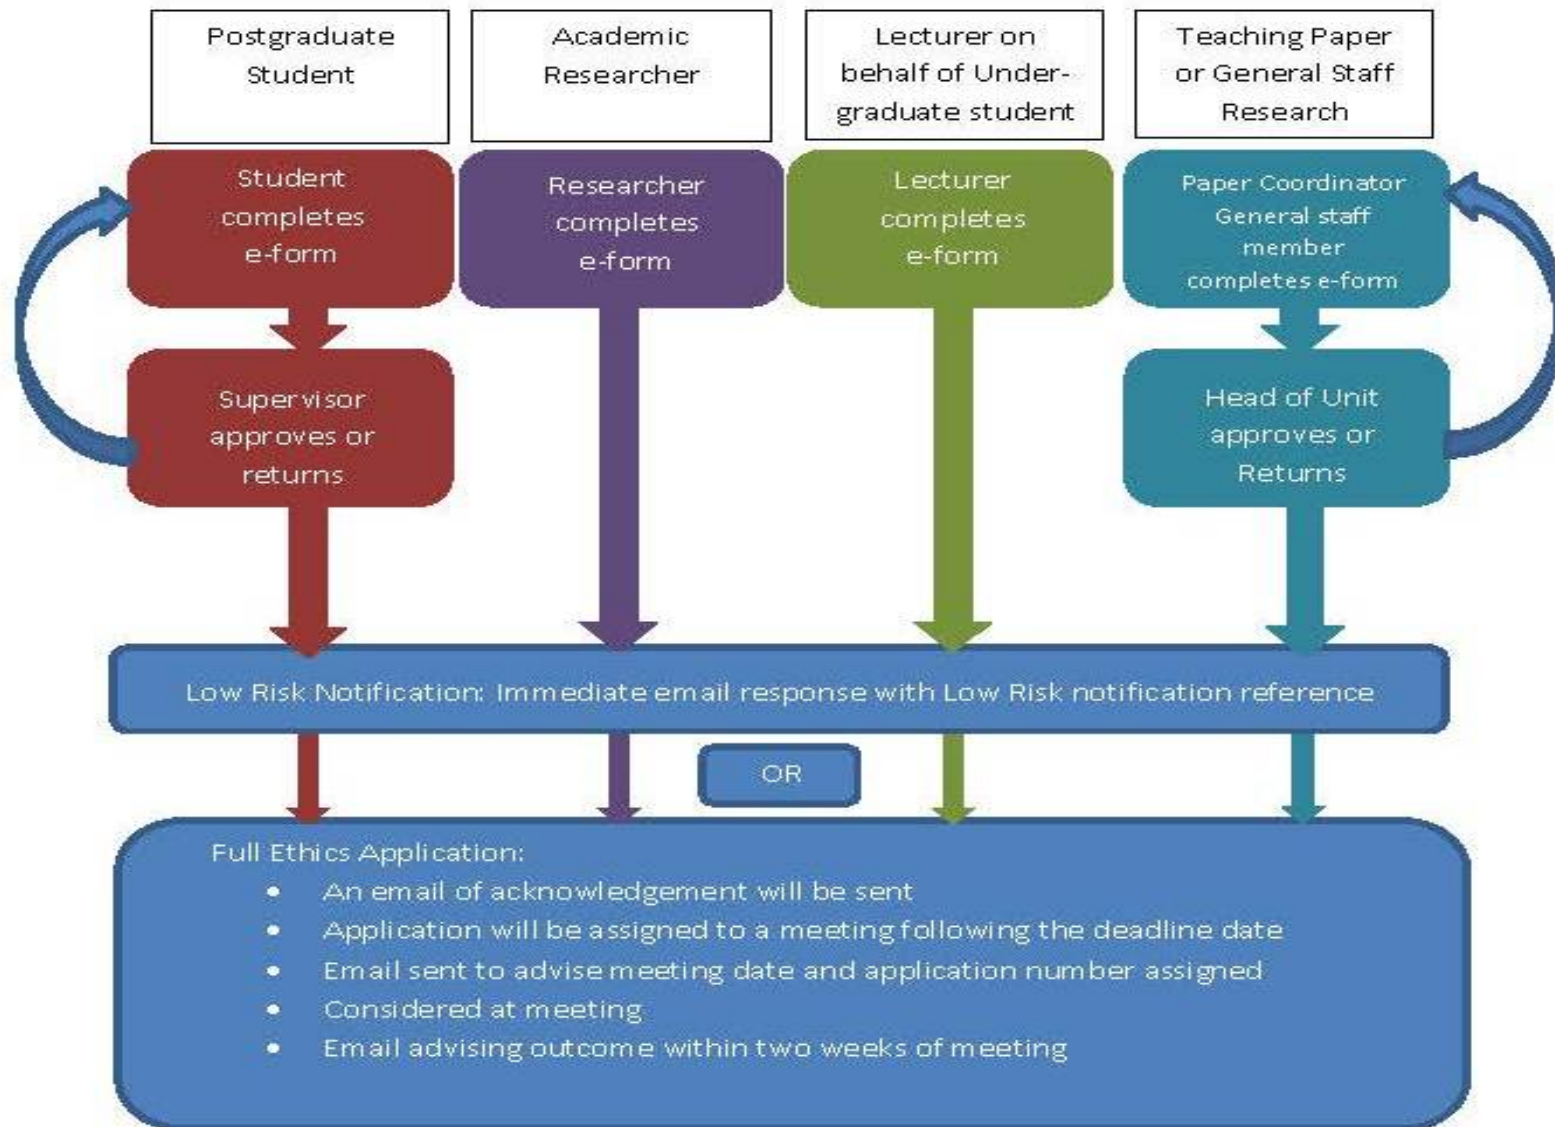 Postgraduate
Student
Academic
Researcher
Lecturer on
behalf of Under-
graduate student
Teaching Paper
or General Staff
Research
Student
completes
e-form
Researcher
completes
e-form
Lecturer
completes
e-form
Paper Coordinator
General staff
member
completes e-form
Supervisor
approves or
returns
Head of Unit
approves or
Returns
Low Risk Notification: Immediate email response with Low Risk notification reference
OR
Full Ethics Application:
• An email of acknowledgement will be sent
• Application will be assigned to a meeting following the deadline date
• Email sent to advise meeting date and application number assigned
• Considered at meeting
• Email advising outcome within two weeks of meeting